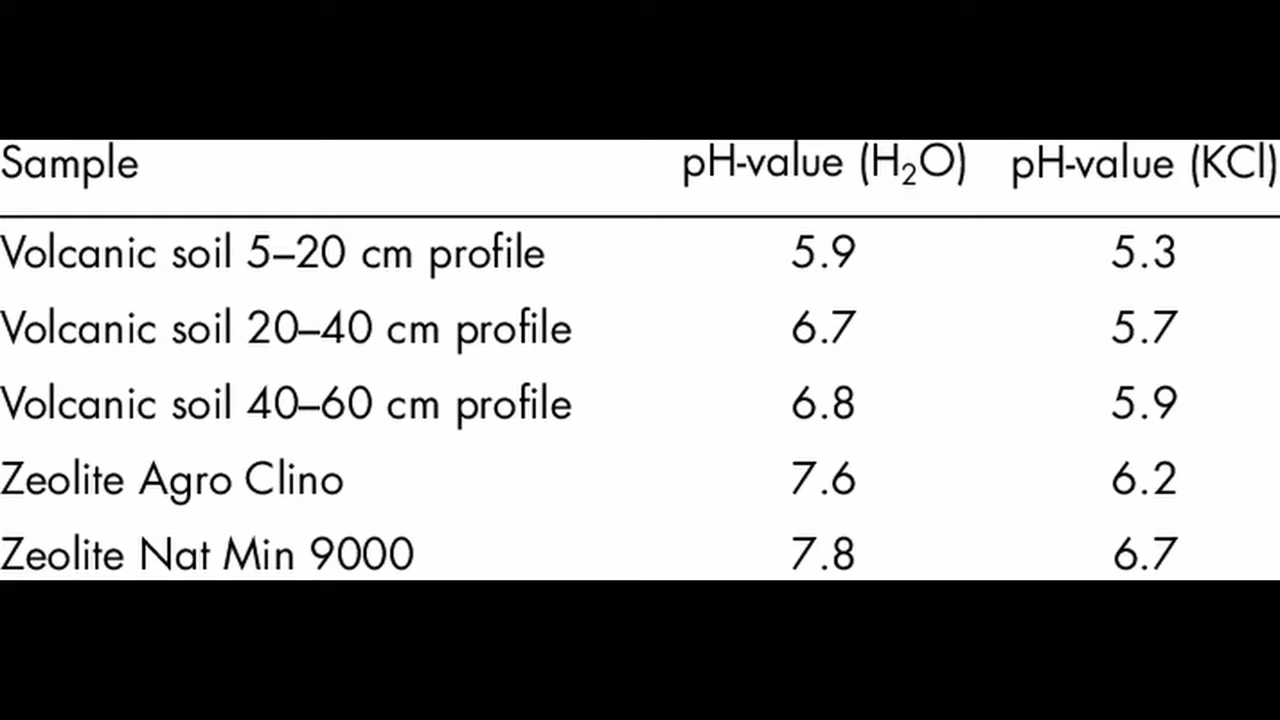 Sample pH-value (H₂O) pH-value (KCl)
Volcanic soil 5–20 cm profile 5.9 5.3
Volcanic soil 20–40 cm profile 6.7 5.7
Volcanic soil 40–60 cm profile 6.8 5.9
Zeolite Agro Clino 7.6 6.2
Zeolite Nat Min 9000 7.8 6.7